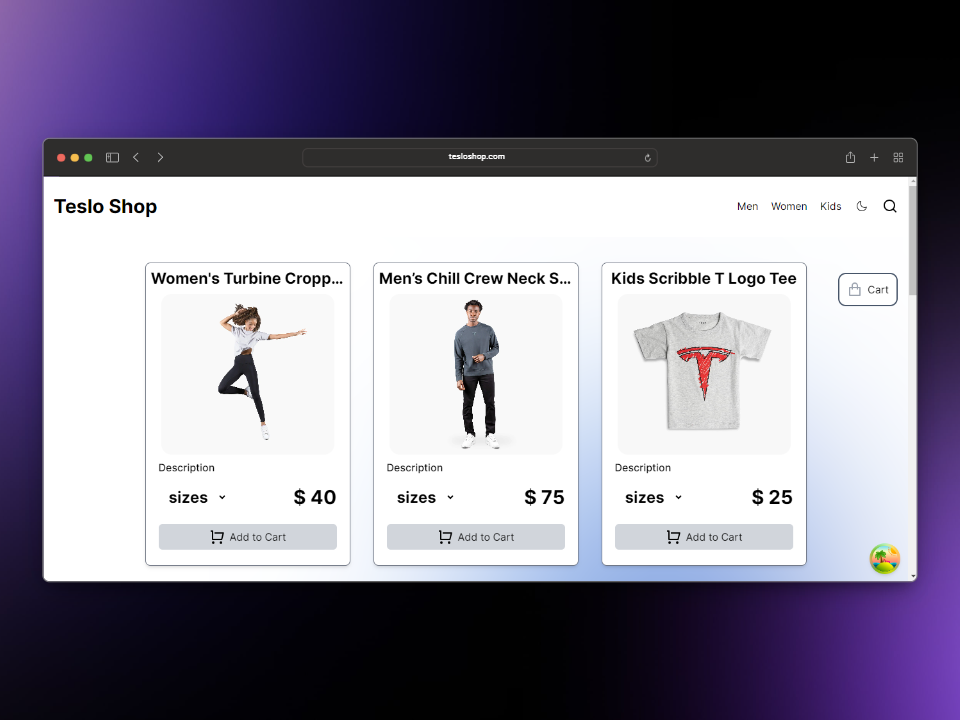 tesloshop.com
Teslo Shop
Men Women Kids
Cart
Women's Turbine Cropp...
Description
sizes $ 40
Add to Cart
Men’s Chill Crew Neck S...
Description
sizes $ 75
Add to Cart
Kids Scribble T Logo Tee
Description
sizes $ 25
Add to Cart